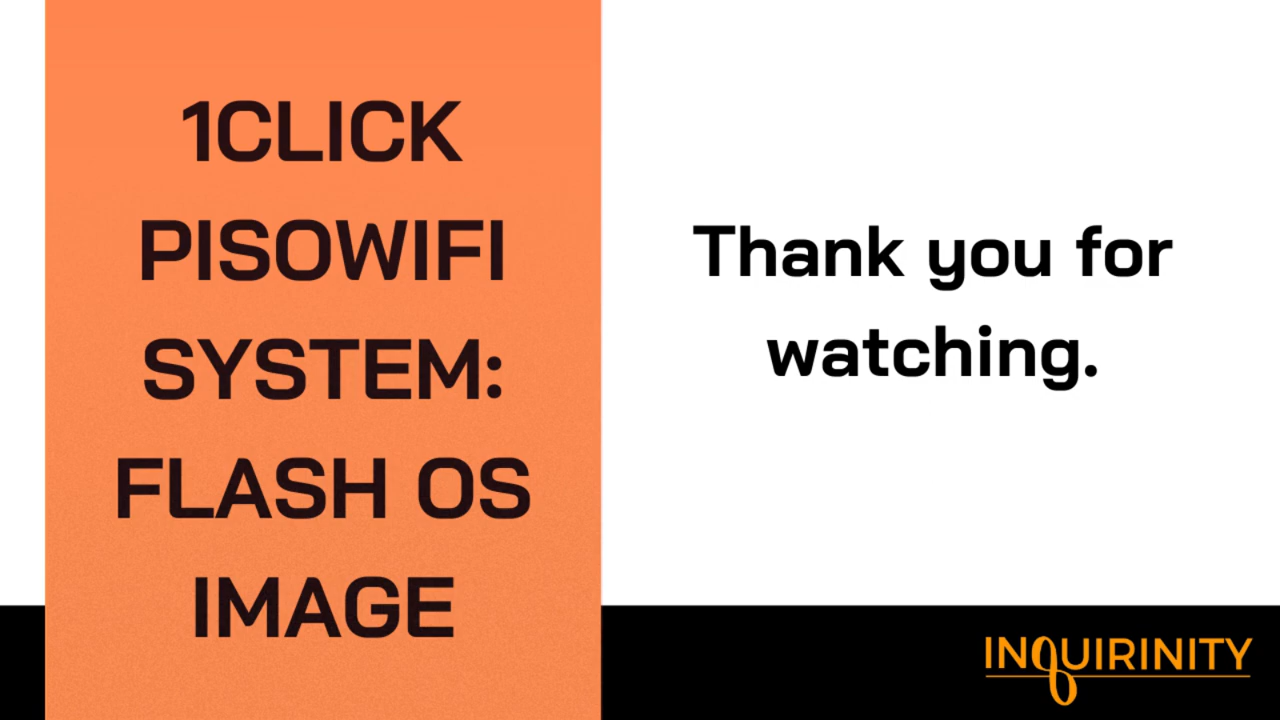 1CLICK
PISOWIFI
SYSTEM:
FLASH OS
IMAGE
Thank you for
watching.
INQUIRINITY